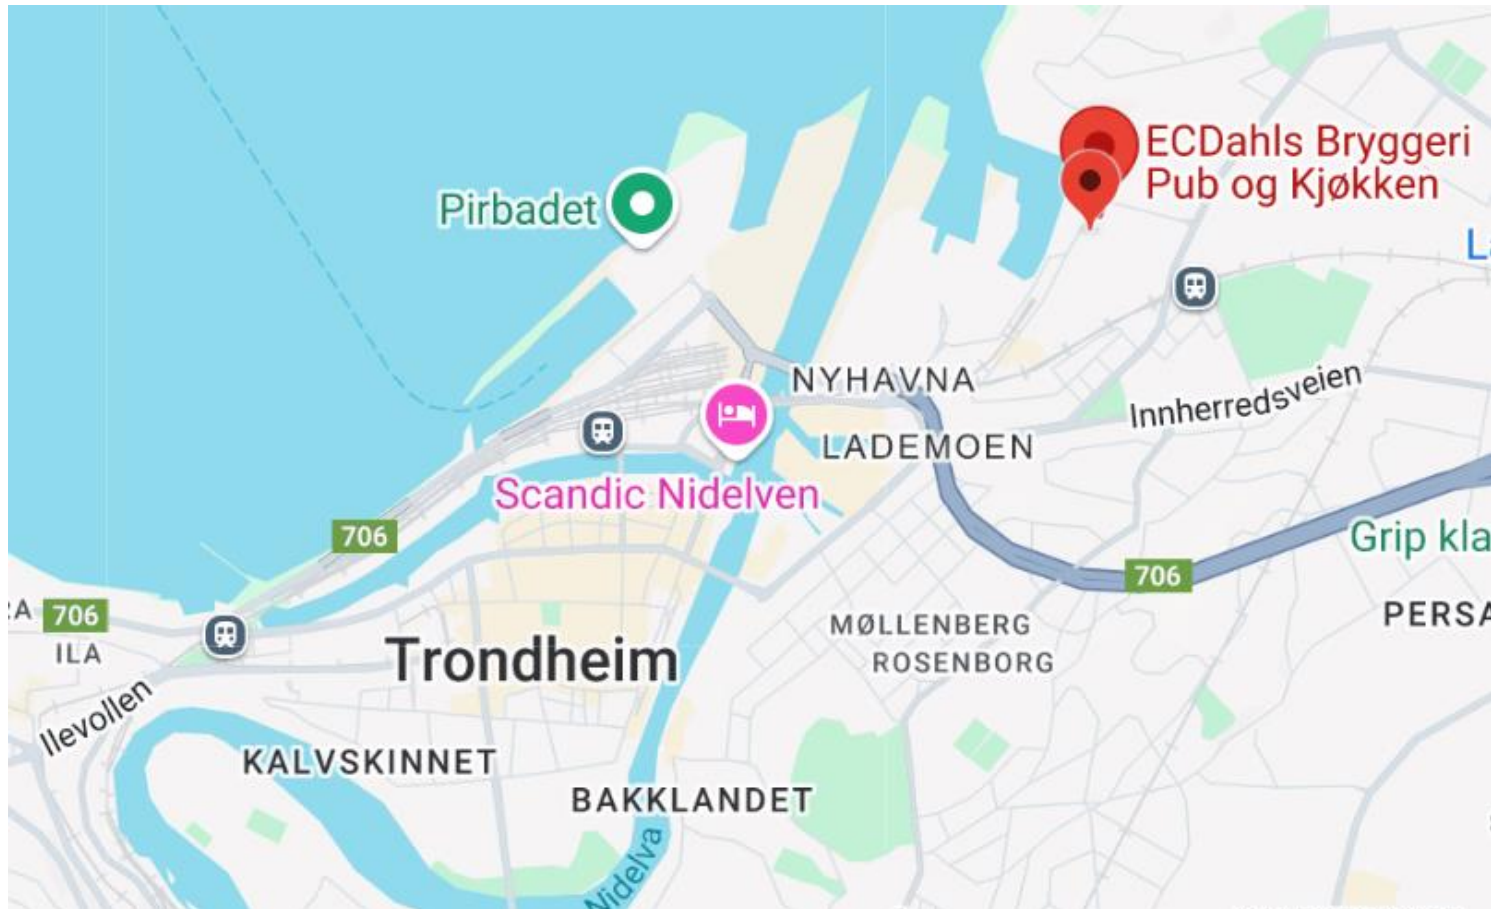 ECDahls Bryggeri
Pub og Kjøkken
Pirbadet
NYHAVNA
Innherredsveien
LADEMOEN
Scandic Nidelven
706
Grip kla
706
706
ILA
MØLLENBERG
ROSENBORG
PERSA
Trondheim
Ilevollen
KALVSKINNET
BAKKLANDET
Nidelva